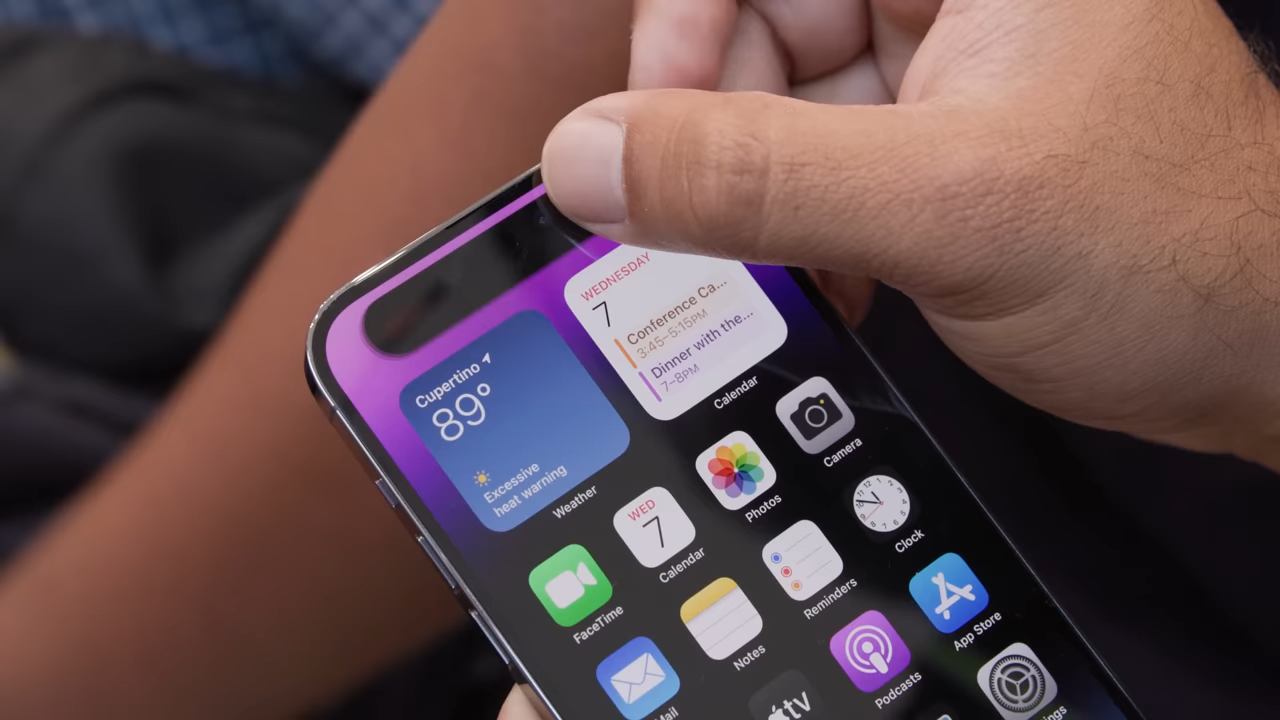 WEDNESDAY
7
Conference Ca...
3:45–5:15PM
Dinner with the...
7–8PM
Calendar
Cupertino
89°
Excessive
heat warning
Weather
Camera
Photos
WED
7
Calendar
Clock
FaceTime
Reminders
Notes
App Store
Mail
tv
Podcasts